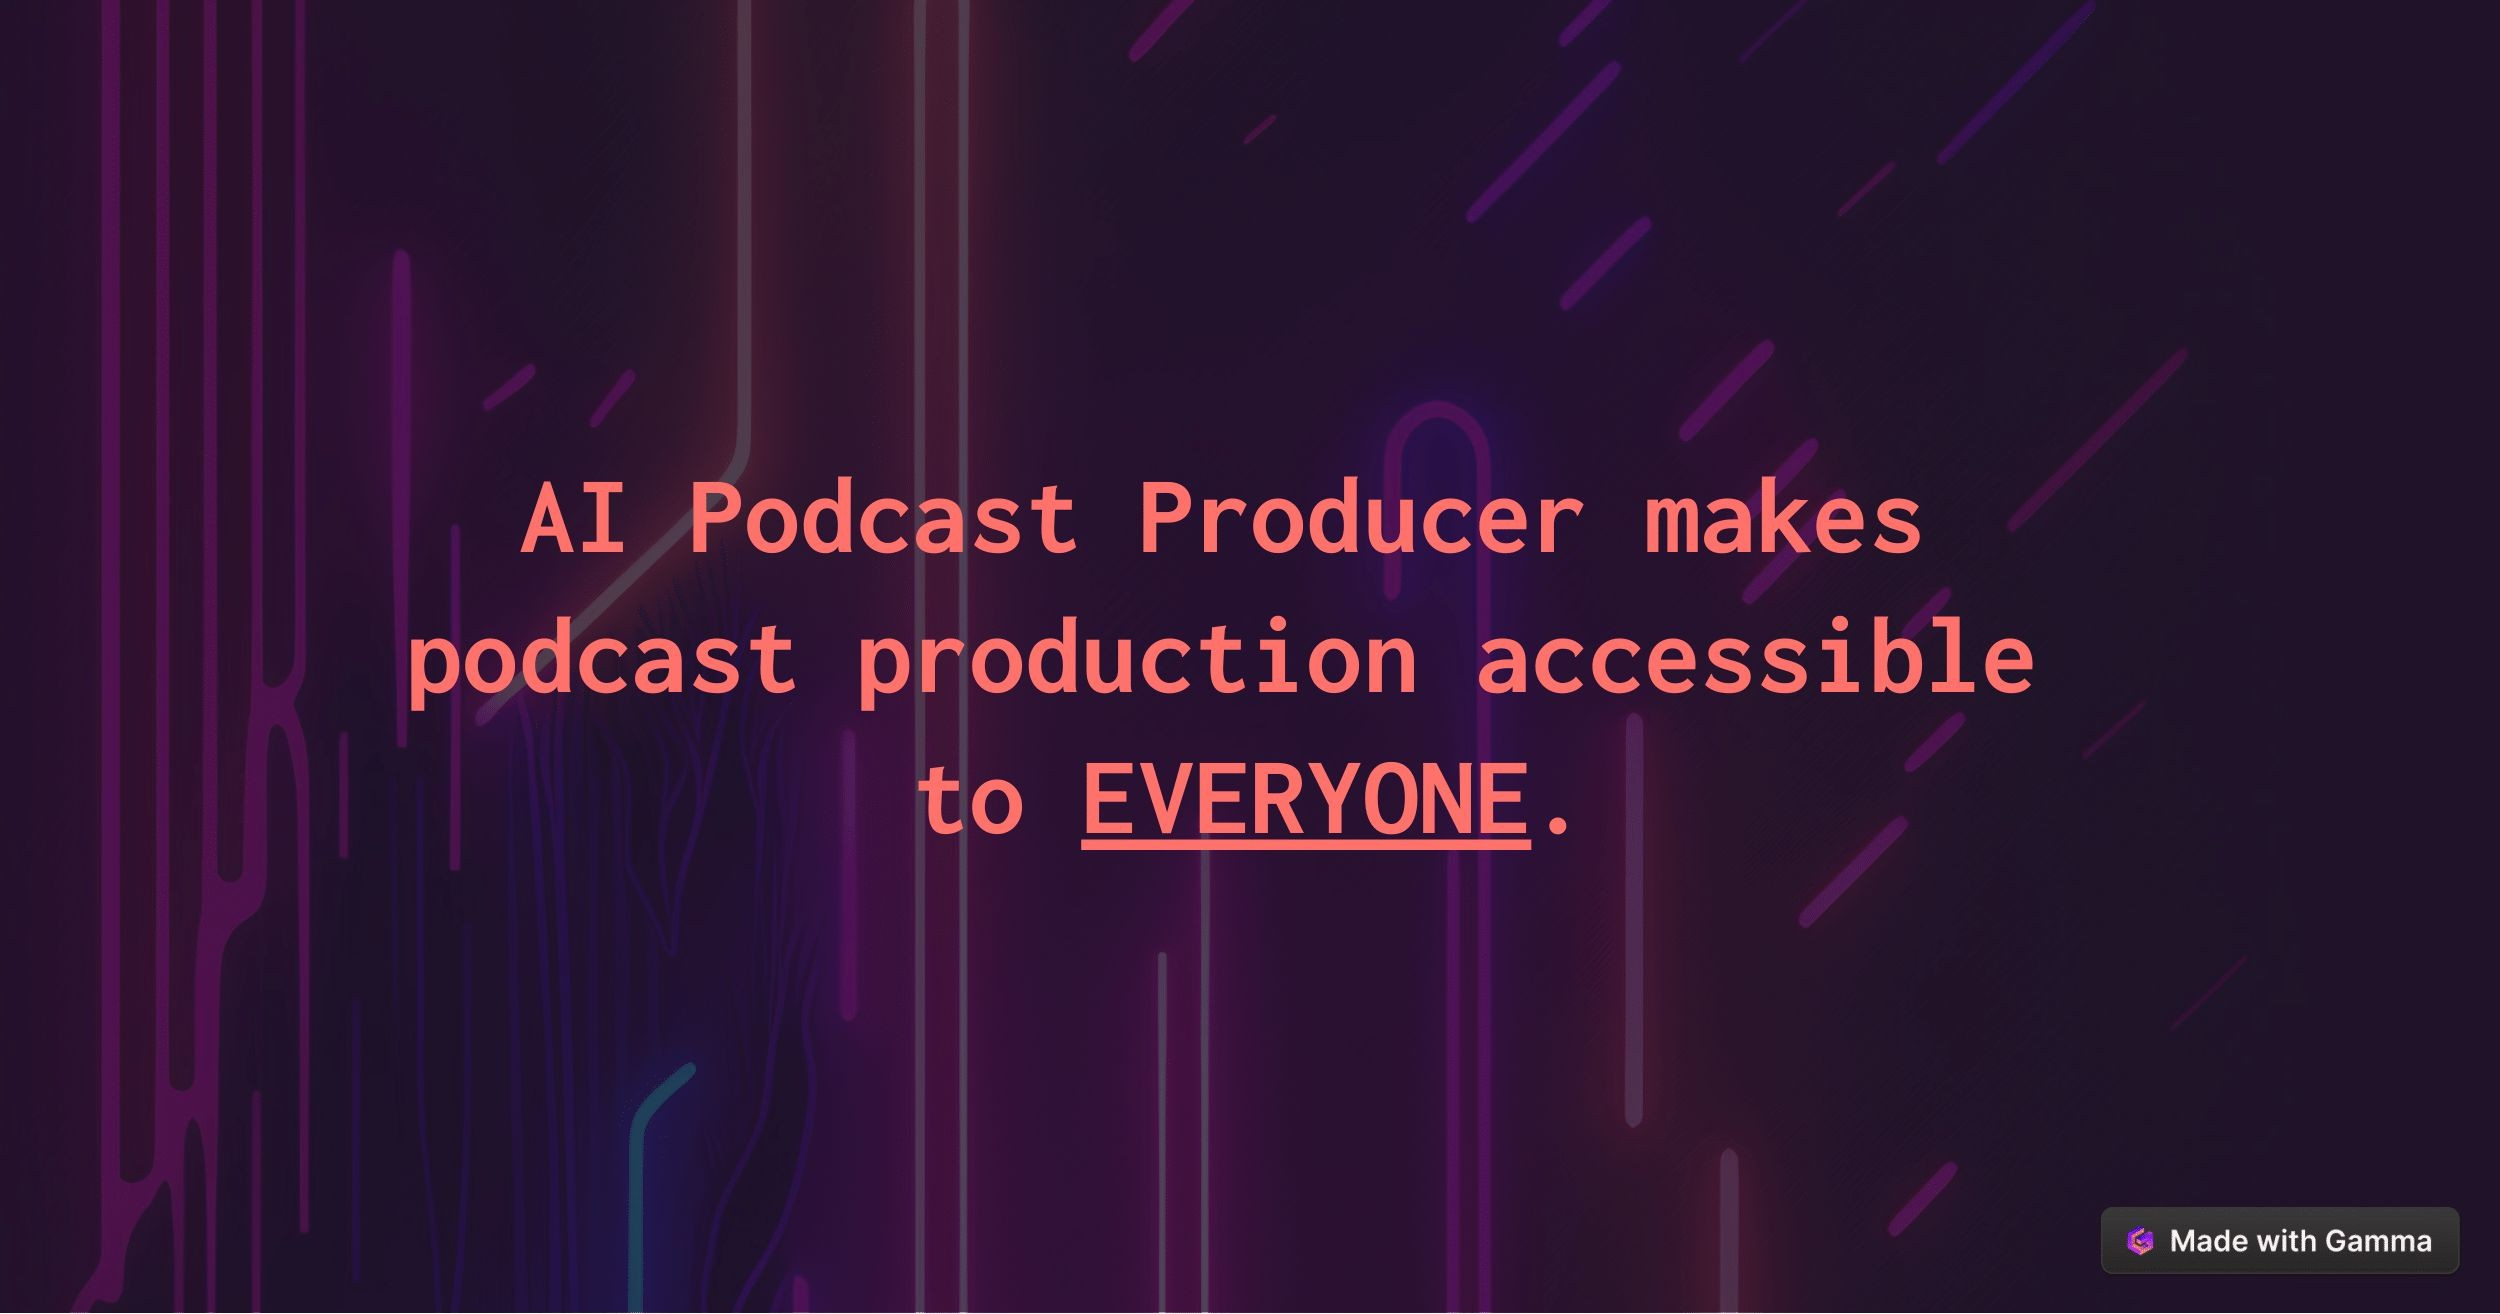 AI Podcast Producer makes
podcast production accessible
to EVERYONE.
Made with Gamma